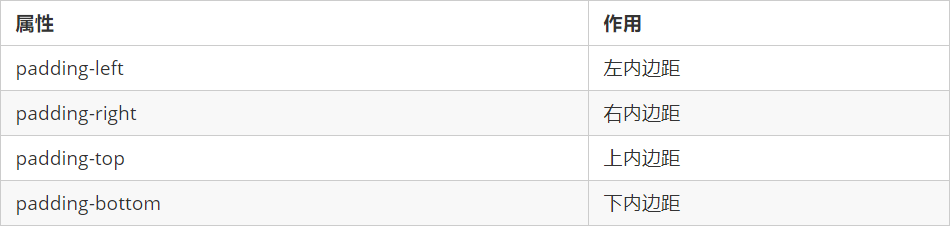 属性 作用
padding-left 左内边距
padding-right 右内边距
padding-top 上内边距
padding-bottom 下内边距